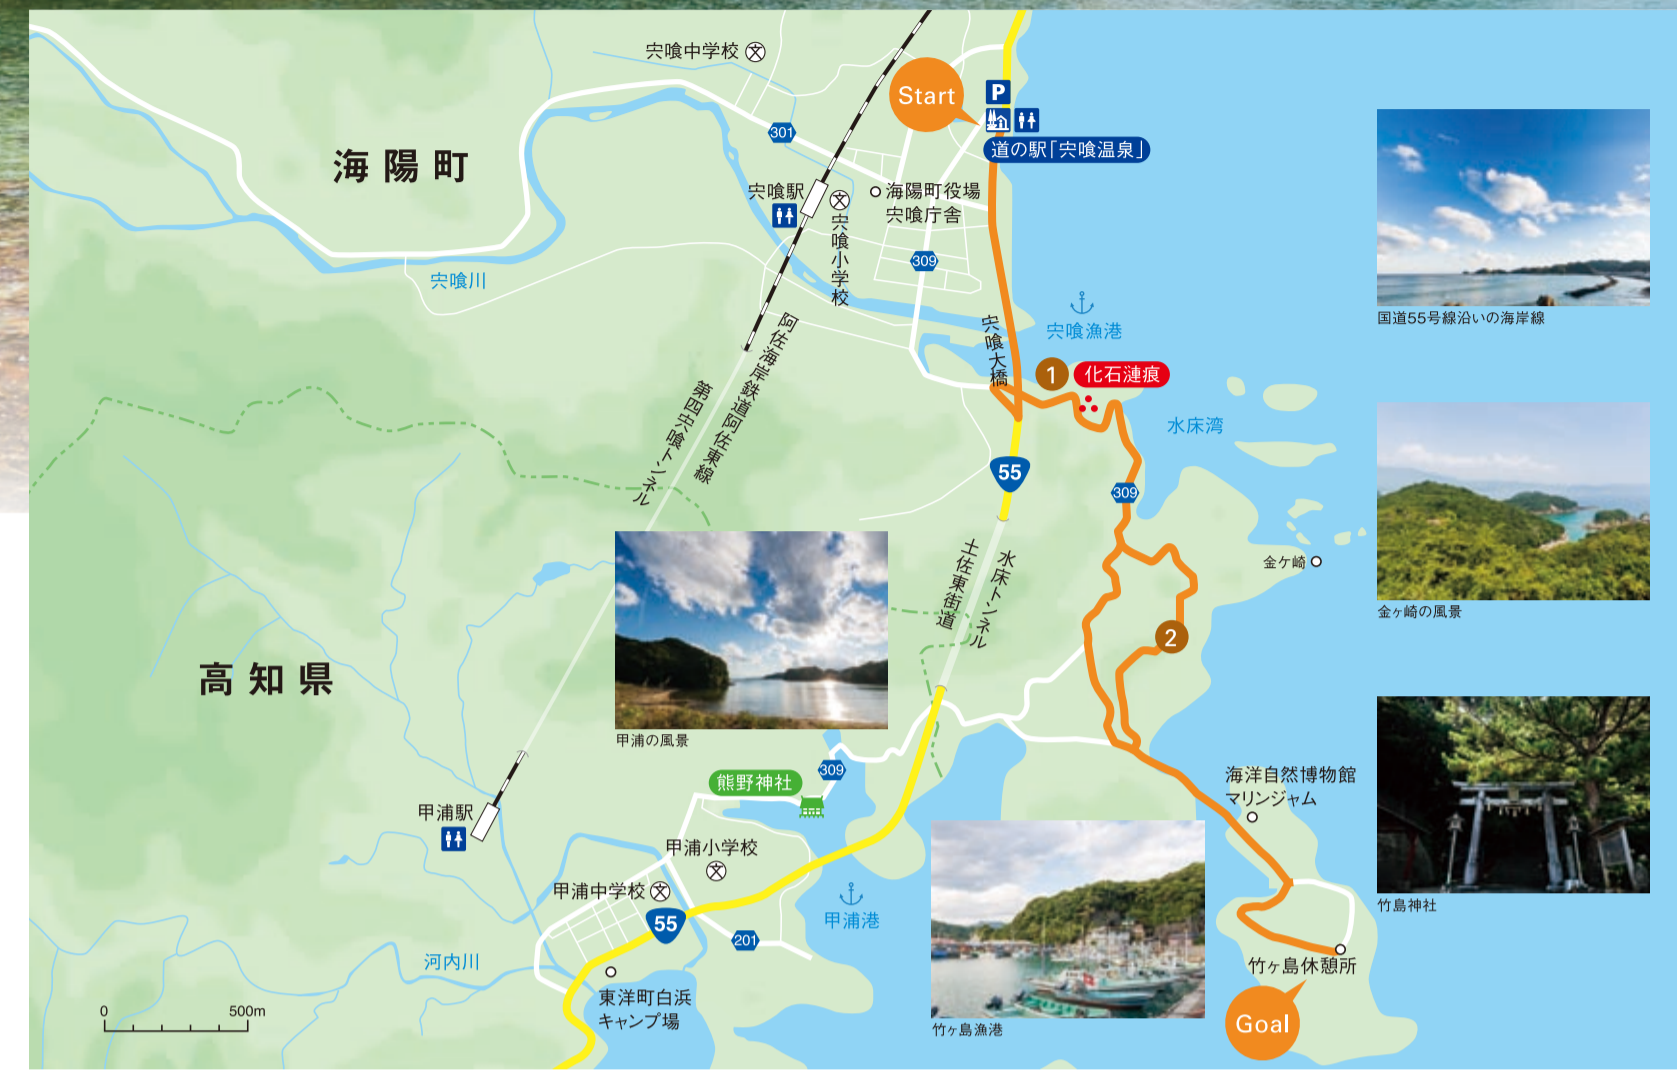 宍喰中学校
Start
P
道の駅「宍喰温泉」
301
海陽町
宍喰駅
宍喰小学校
海陽町役場
宍喰庁舎
309
宍喰川
宍喰漁港
宍喰大橋
1
化石漣痕
水床湾
阿佐海岸鉄道阿佐東線
第四宍喰トンネル
55
309
国道55号線沿いの海岸線
金ケ崎
金ヶ崎の風景
水床トンネル
土佐東街道
2
高知県
甲浦の風景
熊野神社
309
海洋自然博物館
マリンジャム
甲浦駅
甲浦小学校
甲浦中学校
55
201
甲浦港
竹島神社
河内川
竹ヶ島休憩所
Goal
東洋町白浜
キャンプ場
竹ヶ島漁港
0 500m